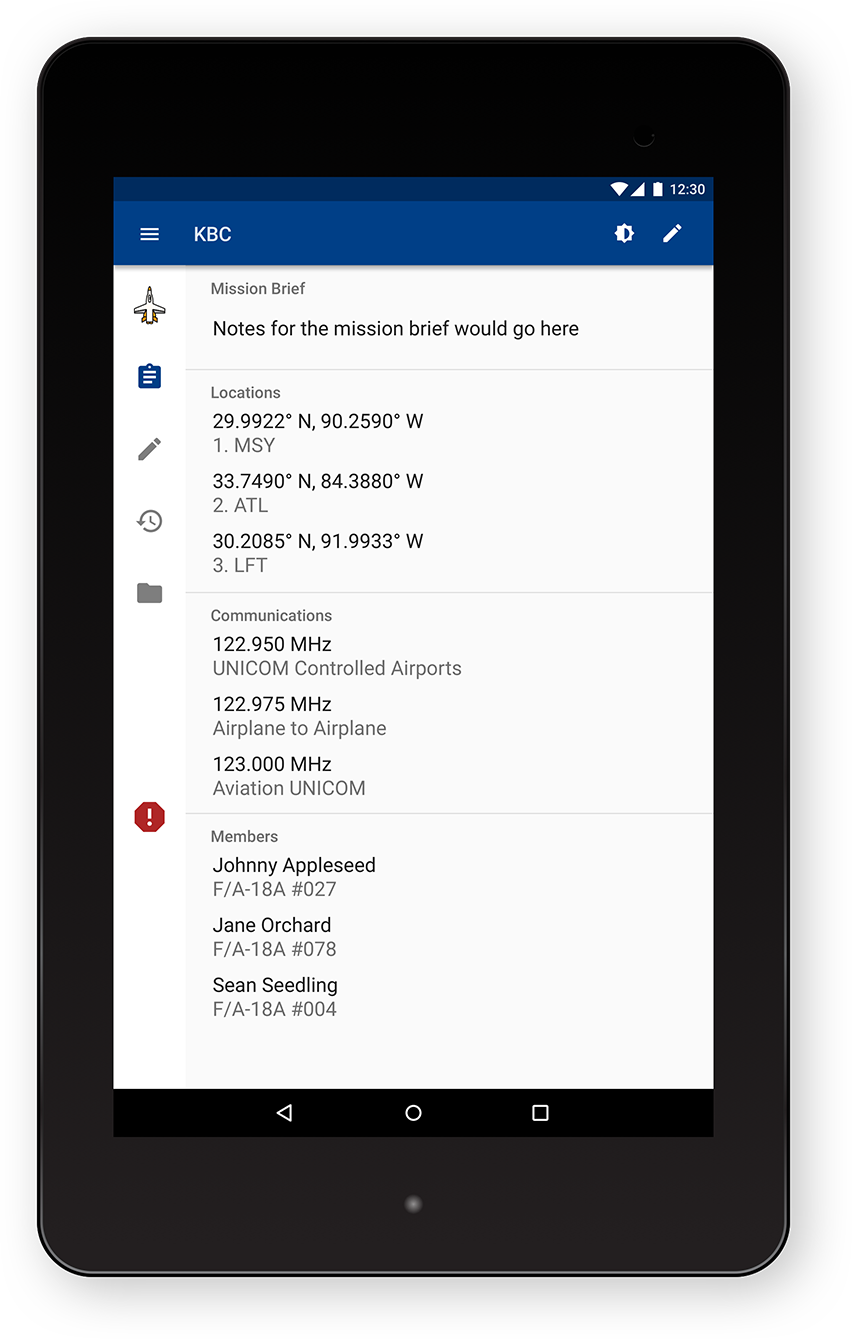 12:30
KBC
Mission Brief
Notes for the mission brief would go here
Locations
29.9922° N, 90.2590° W
1. MSY
33.7490° N, 84.3880° W
2. ATL
30.2085° N, 91.9933° W
3. LFT
Communications
122.950 MHz
UNICOM Controlled Airports
122.975 MHz
Airplane to Airplane
123.000 MHz
Aviation UNICOM
Members
Johnny Appleseed
F/A-18A #027
Jane Orchard
F/A-18A #078
Sean Seedling
F/A-18A #004